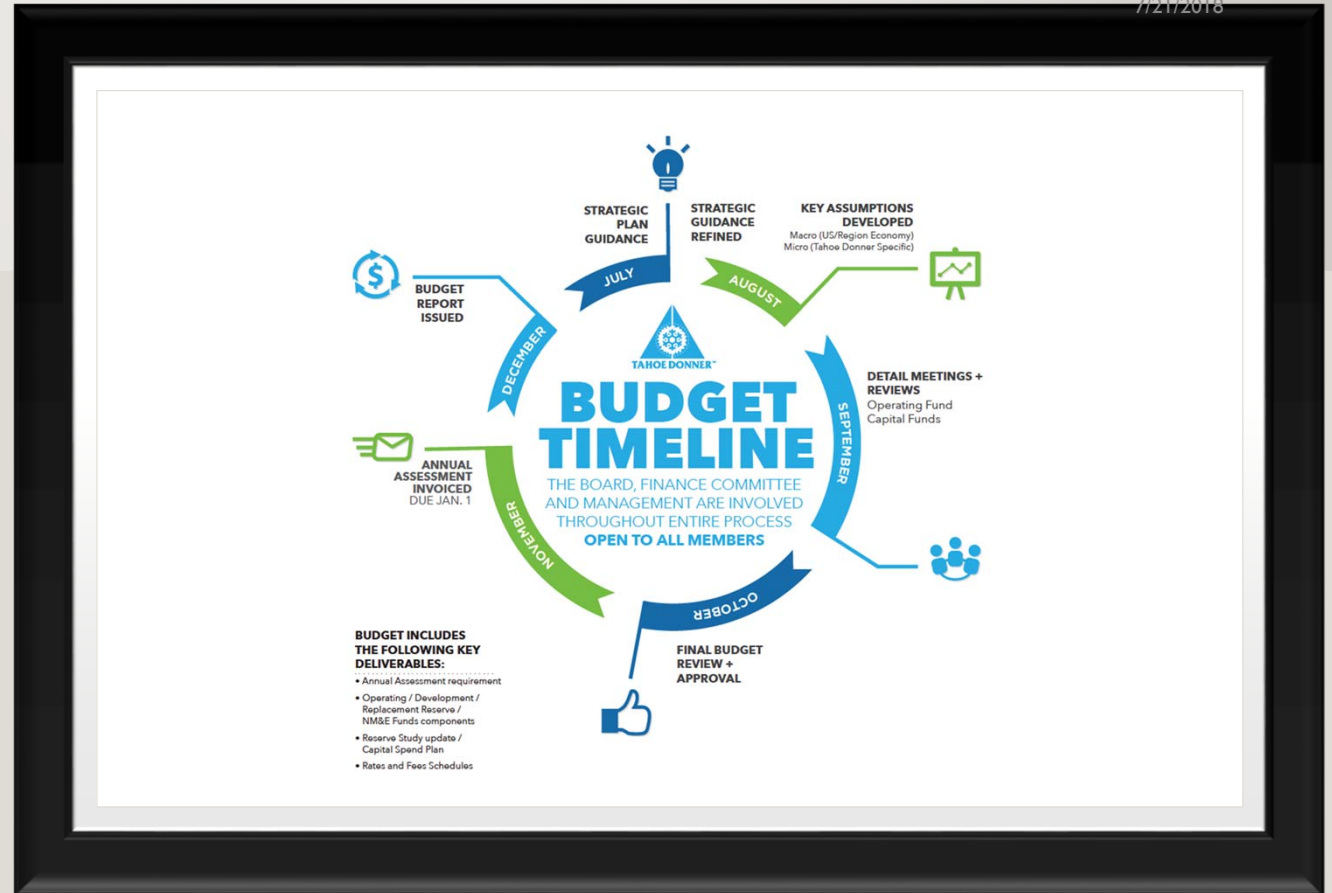 7/21/2018
STRATEGIC
PLAN
GUIDANCE
STRATEGIC
GUIDANCE
REFINED
KEY ASSUMPTIONS
DEVELOPED
Macro (US/Region Economy)
Micro (Tahoe Donner Specific)
JULY
AUGUST
BUDGET
REPORT
ISSUED
DECEMBER
TAHOE DONNER™
BUDGET
TIMELINE
THE BOARD, FINANCE COMMITTEE
AND MANAGEMENT ARE INVOLVED
THROUGHOUT ENTIRE PROCESS
OPEN TO ALL MEMBERS
SEPTEMBER
DETAIL MEETINGS +
REVIEWS
Operating Fund
Capital Funds
ANNUAL
ASSESSMENT
INVOICED
DUE JAN. 1
NOVEMBER
OCTOBER
FINAL BUDGET
REVIEW +
APPROVAL
BUDGET INCLUDES
THE FOLLOWING KEY
DELIVERABLES:
• Annual Assessment requirement
• Operating / Development /
Replacement Reserve /
NM&E Funds components
• Reserve Study update /
Capital Spend Plan
• Rates and Fees Schedules